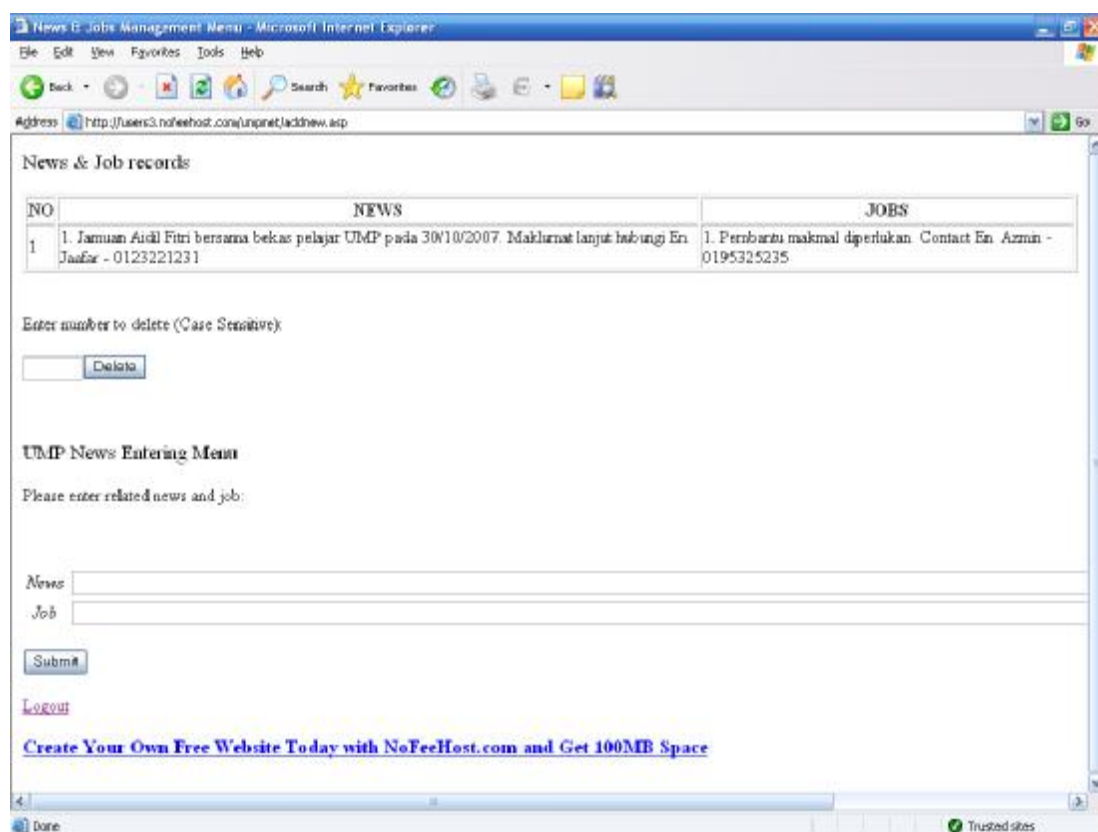 News & Jobs Management Menu - Microsoft Internet Explorer
File Edit View Favorites Tools Help
Back Search Favorites
Address http://users3.nofeehost.com/umpnet/addnew.asp Go
News & Job records
NO NEWS JOBS
1 1. Jamuan Aidil Fitri bersama bekas pelajar UMP pada 30/10/2007. Maklumat lanjut hubungi En. 1. Pembantu makmal diperlukan. Contact En. Azmin -
Jaafar - 0123221231 0195325235
Enter number to delete (Case Sensitive):
Delete
UMP News Entering Menu
Please enter related news and job:
News
Job
Submit
Logout
Create Your Own Free Website Today with NoFeeHost.com and Get 100MB Space
Done Trusted sites